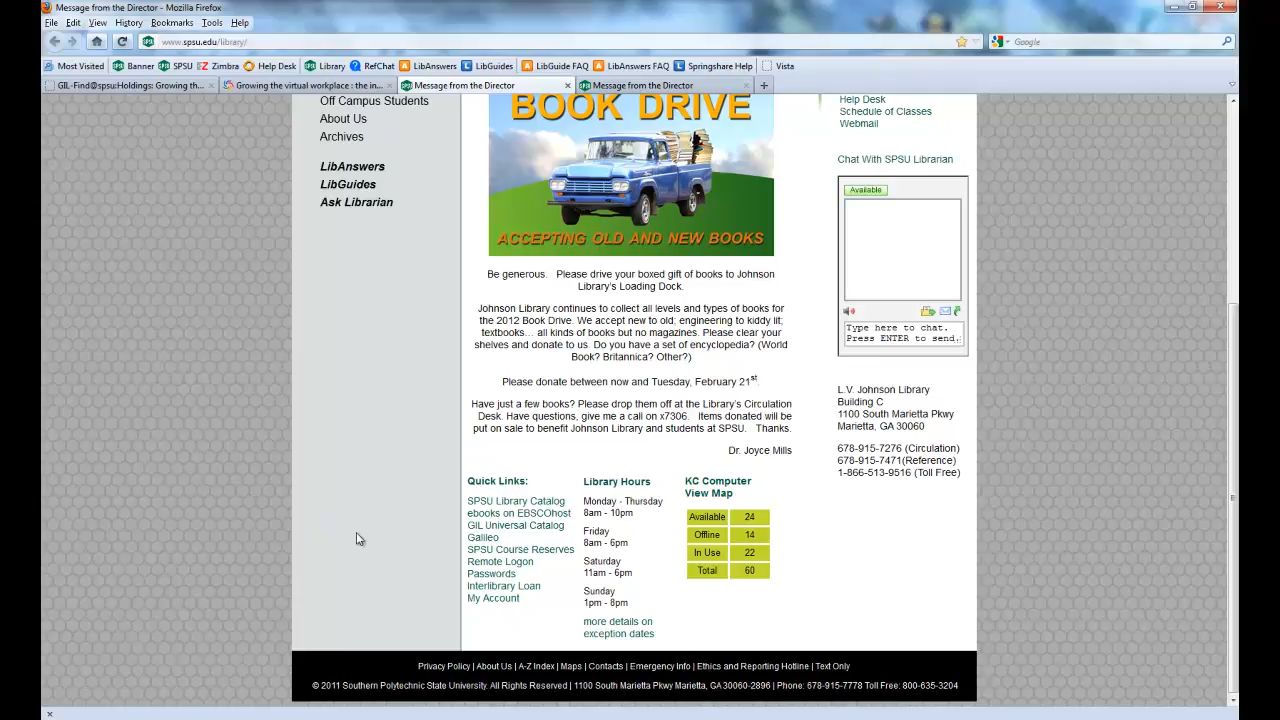 Message from the Director - Mozilla Firefox
File Edit View History Bookmarks Tools Help
www.spsu.edu/library/
Google
Most Visited Banner SPSU Zimbra Help Desk Library RefChat LibAnswers LibGuides LibGuide FAQ LibAnswers FAQ Springshare Help Vista
GIL-Find@spsu:Holdings: Growing th... Growing the virtual workplace : the in... Message from the Director Message from the Director
Off Campus Students
About Us
Archives
LibAnswers
LibGuides
Ask Librarian
BOOK DRIVE
ACCEPTING OLD AND NEW BOOKS
Be generous. Please drive your boxed gift of books to Johnson
Library's Loading Dock.
Johnson Library continues to collect all levels and types of books for
the 2012 Book Drive. We accept new to old; engineering to kiddy lit;
textbooks... all kinds of books but no magazines. Please clear your
shelves and donate to us. Do you have a set of encyclopedia? (World
Book? Britannica? Other?)
Please donate between now and Tuesday, February 21st.
Have just a few books? Please drop them off at the Library's Circulation
Desk. Have questions, give me a call on x7306. Items donated will be
put on sale to benefit Johnson Library and students at SPSU. Thanks.
Dr. Joyce Mills
Quick Links:
SPSU Library Catalog
ebooks on EBSCOhost
GIL Universal Catalog
Galileo
SPSU Course Reserves
Remote Logon
Passwords
Interlibrary Loan
My Account
Library Hours
Monday - Thursday
8am - 10pm
Friday
8am - 6pm
Saturday
11am - 6pm
Sunday
1pm - 8pm
more details on
exception dates
KC Computer
View Map
Available 24
Offline 14
In Use 22
Total 60
Help Desk
Schedule of Classes
Webmail
Chat With SPSU Librarian
Available
Type here to chat.
Press ENTER to send.
L.V. Johnson Library
Building C
1100 South Marietta Pkwy
Marietta, GA 30060
678-915-7276 (Circulation)
678-915-7471(Reference)
1-866-513-9516 (Toll Free)
Privacy Policy | About Us | A-Z Index | Maps | Contacts | Emergency Info | Ethics and Reporting Hotline | Text Only
© 2011 Southern Polytechnic State University. All Rights Reserved | 1100 South Marietta Pkwy Marietta, GA 30060-2896 | Phone: 678-915-7778 Toll Free: 800-635-3204